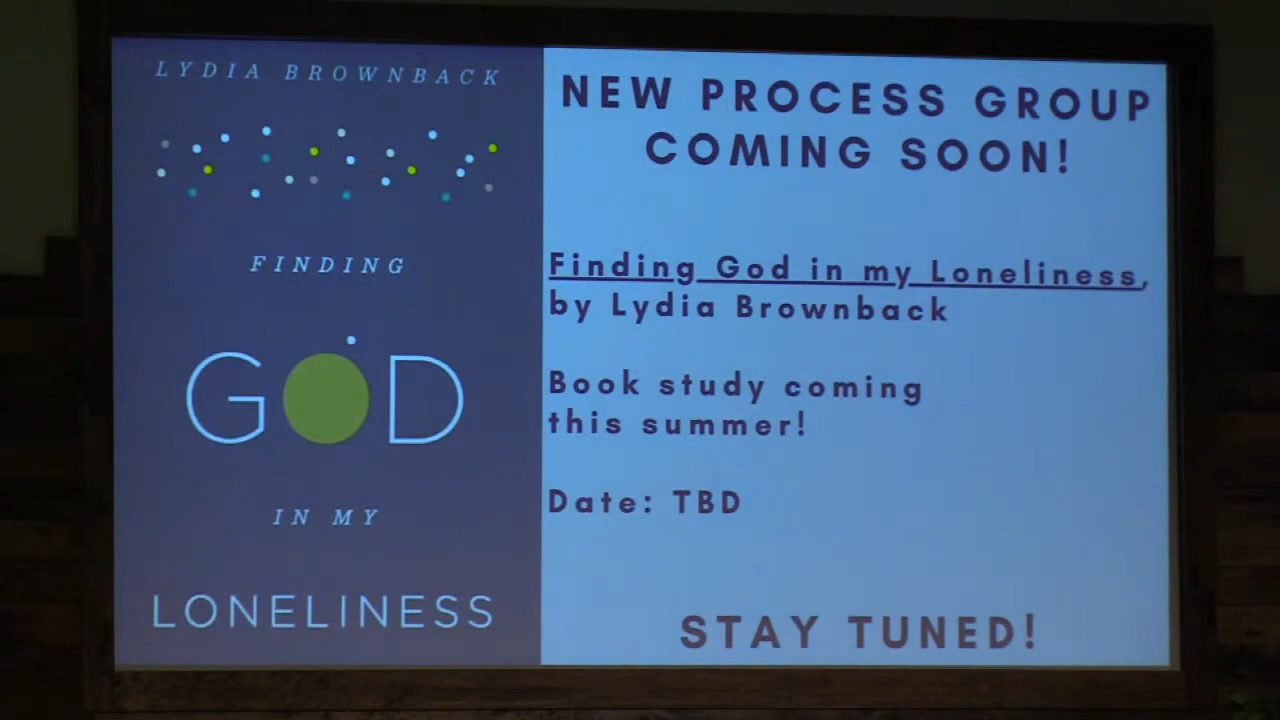 LYDIA BROWNBACK
FINDING
GOD
IN MY
LONELINESS
NEW PROCESS GROUP
COMING SOON!
Finding God in my Loneliness,
by Lydia Brownback
Book study coming
this summer!
Date: TBD
STAY TUNED!